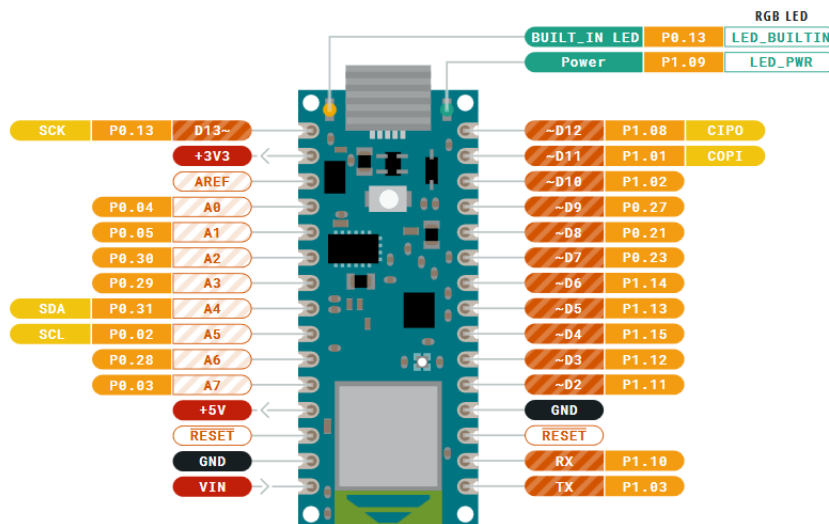 RGB LED
BUILT_IN LED P0.13 LED_BUILTIN
Power P1.09 LED_PWR
SCK P0.13 D13~
+3V3
AREF
P0.04 A0
P0.05 A1
P0.30 A2
P0.29 A3
SDA P0.31 A4
SCL P0.02 A5
P0.28 A6
P0.03 A7
+5V
RESET
GND
VIN
~D12 P1.08 CIPO
~D11 P1.01 COPI
~D10 P1.02
~D9 P0.27
~D8 P0.21
~D7 P0.23
~D6 P1.14
~D5 P1.13
~D4 P1.15
~D3 P1.12
~D2 P1.11
GND
RESET
RX P1.10
TX P1.03